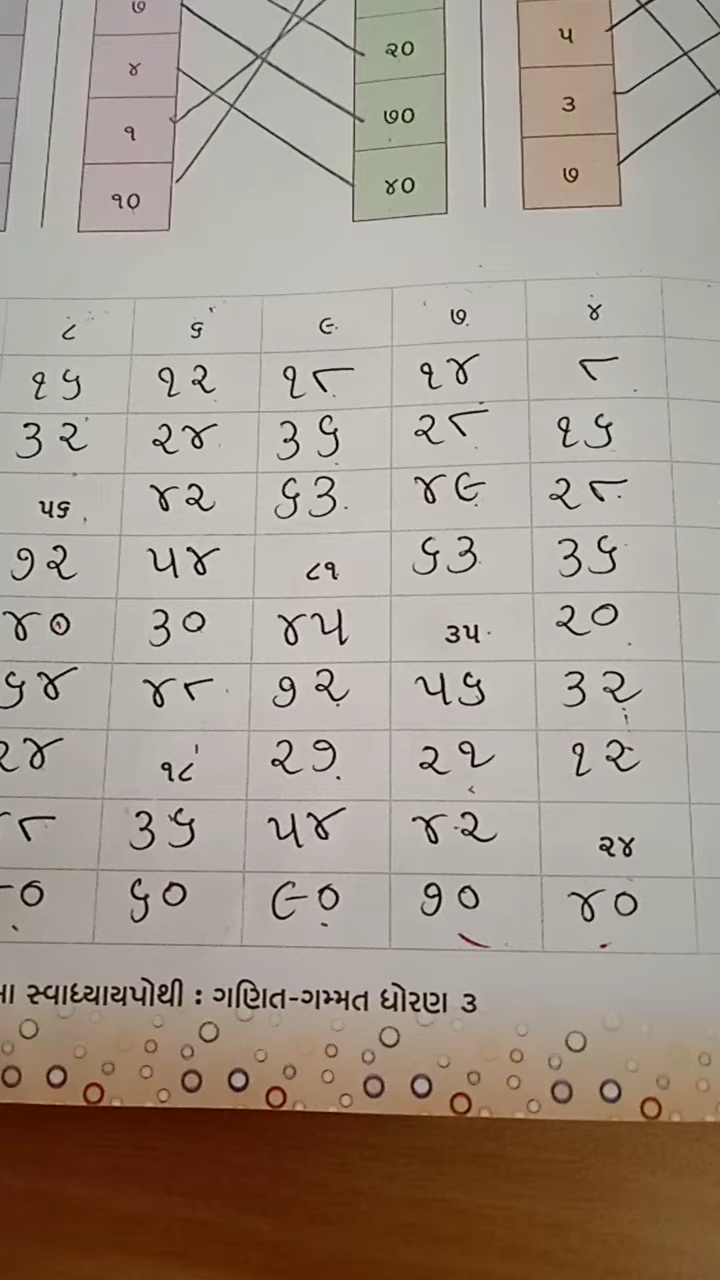 ૭ ૨૦ ૫
૪ ૭૦ ૩
૧ ૪૦ ૭
૧૦
૮ ૬ ૯ ૭ ૪
૧૬ ૧૨ ૧૮ ૧૪ ૮
૩૨ ૨૪ ૩૬ ૨૮ ૧૬
૫૬ ૪૨ ૬૩ ૪૯ ૨૮
૭૨ ૫૪ ૮૧ ૬૩ ૩૬
૪૦ ૩૦ ૪૫ ૩૫ ૨૦
૬૪ ૪૮ ૭૨ ૫૬ ૩૨
૨૪ ૧૮ ૨૭ ૨૧ ૧૨
૩૬ ૫૪ ૪૨ ૨૪
૬૦ ૯૦ ૭૦ ૪૦
સ્વાધ્યાયપોથી : ગણિત-ગમ્મત ધોરણ ૩